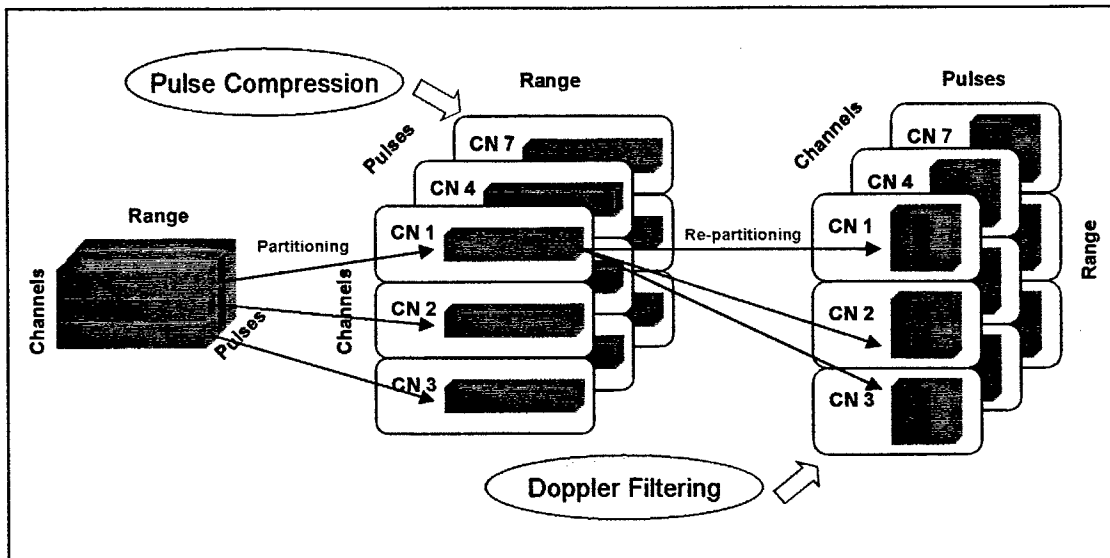 Pulse Compression
Range
Pulses
CN 7
CN 4
CN 1
CN 2
CN 3
Channels
Range
Channels
Pulses
Partitioning
Re-partitioning
Pulses
Channels
CN 7
CN 4
CN 1
CN 2
CN 3
Range
Doppler Filtering